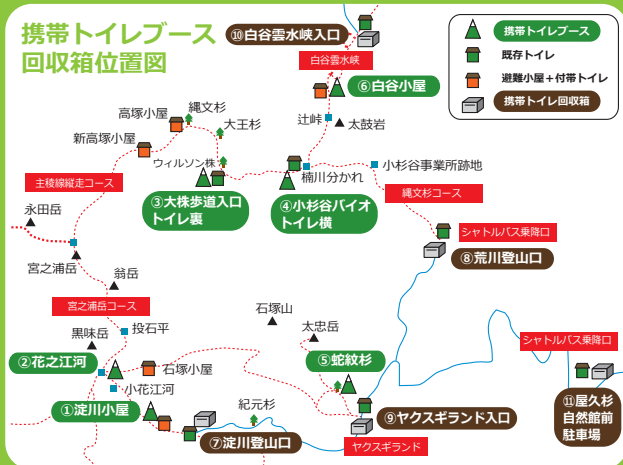 携帯トイレブース
回収箱位置図
⑩白谷雲水峡入口
携帯トイレブース
既存トイレ
避難小屋+付帯トイレ
携帯トイレ回収箱
白谷雲水峡
⑥白谷小屋
縄文杉
高塚小屋
大王杉
辻峠
太鼓岩
新高塚小屋
ウィルソン株
楠川分かれ
小杉谷事業所跡地
主稜線縦走コース
③大株歩道入口
トイレ裏
④小杉谷バイオ
トイレ横
縄文杉コース
永田岳
シャトルバス乗降口
⑧荒川登山口
宮之浦岳
翁岳
宮之浦岳コース
石塚山
太忠岳
投石平
黒味岳
シャトルバス乗降口
②花之江河
石塚小屋
⑤蛇紋杉
小花江河
①淀川小屋
紀元杉
⑨ヤクスギランド入口
⑪屋久杉
自然館前
駐車場
⑦淀川登山口
ヤクスギランド